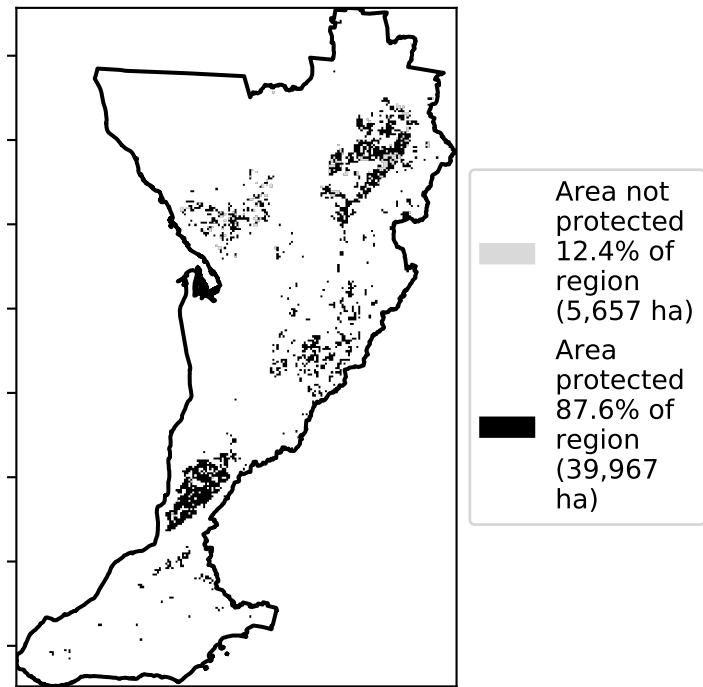 Area not
protected
12.4% of
region
(5,657 ha)
Area
protected
87.6% of
region
(39,967
ha)